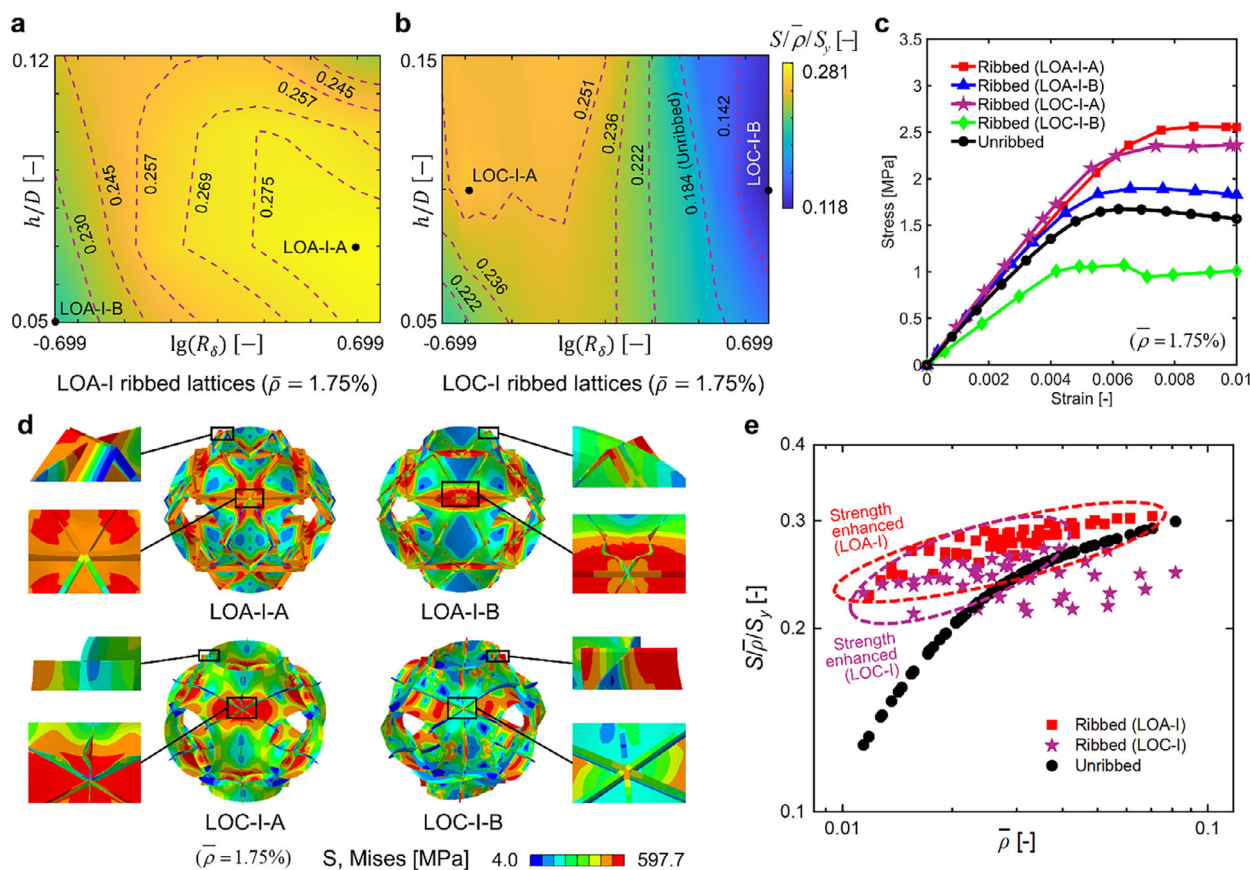 a
0.12
0.245
0.257
0.245
0.257
0.269
0.275
0.230
LOA-I-A
LOA-I-B
h/D [–]
0.05
-0.699
lg(R_δ) [–]
0.699
LOA-I ribbed lattices (ρ̄ = 1.75%)
b
0.15
0.251
0.236
0.222
0.184 (Unribbed)
0.142
LOC-I-A
LOC-I-B
0.236
0.222
h/D [–]
0.05
-0.699
lg(R_δ) [–]
0.699
LOC-I ribbed lattices (ρ̄ = 1.75%)
S/ρ̄/S_y [–]
0.281
0.118
c
3.5
3
2.5
2
1.5
1
0.5
0
Stress [MPa]
Ribbed (LOA-I-A)
Ribbed (LOA-I-B)
Ribbed (LOC-I-A)
Ribbed (LOC-I-B)
Unribbed
(ρ̄ = 1.75%)
0 0.002 0.004 0.006 0.008 0.01
Strain [-]
d
LOA-I-A
LOA-I-B
LOC-I-A
LOC-I-B
(ρ̄ = 1.75%)
S, Mises [MPa]
4.0
597.7
e
0.4
0.3
0.2
0.1
S/ρ̄/S_y [-]
Strength
enhanced
(LOA-I)
Strength
enhanced
(LOC-I)
Ribbed (LOA-I)
Ribbed (LOC-I)
Unribbed
0.01
0.1
ρ̄ [-]